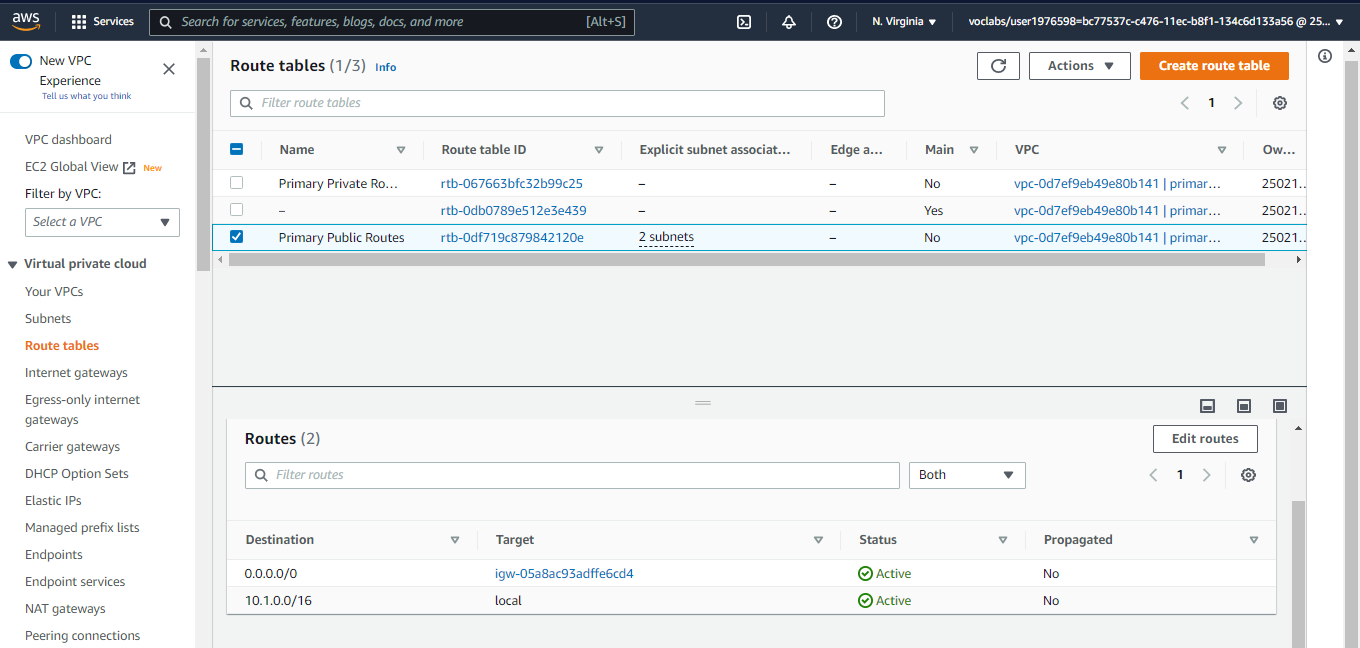 aws
Services
Search for services, features, blogs, docs, and more
[Alt+S]
N. Virginia
voclabs/user1976598=bc77537c-c476-11ec-b8f1-134c6d133a56 @ 25...
New VPC
Experience
Tell us what you think
VPC dashboard
EC2 Global View New
Filter by VPC:
Select a VPC
Virtual private cloud
Your VPCs
Subnets
Route tables
Internet gateways
Egress-only internet
gateways
Carrier gateways
DHCP Option Sets
Elastic IPs
Managed prefix lists
Endpoints
Endpoint services
NAT gateways
Peering connections
Route tables (1/3) Info
Actions
Create route table
Filter route tables
1
Name Route table ID Explicit subnet associat... Edge a... Main VPC Ow...
Primary Private Ro... rtb-067663bfc32b99c25 – – No vpc-0d7ef9eb49e80b141 | primar... 25021...
– rtb-0db0789e512e3e439 – – Yes vpc-0d7ef9eb49e80b141 | primar... 25021...
Primary Public Routes rtb-0df719c879842120e 2 subnets – No vpc-0d7ef9eb49e80b141 | primar... 25021...
Routes (2)
Edit routes
Filter routes
Both
1
Destination Target Status Propagated
0.0.0.0/0 igw-05a8ac93adffe6cd4 Active No
10.1.0.0/16 local Active No